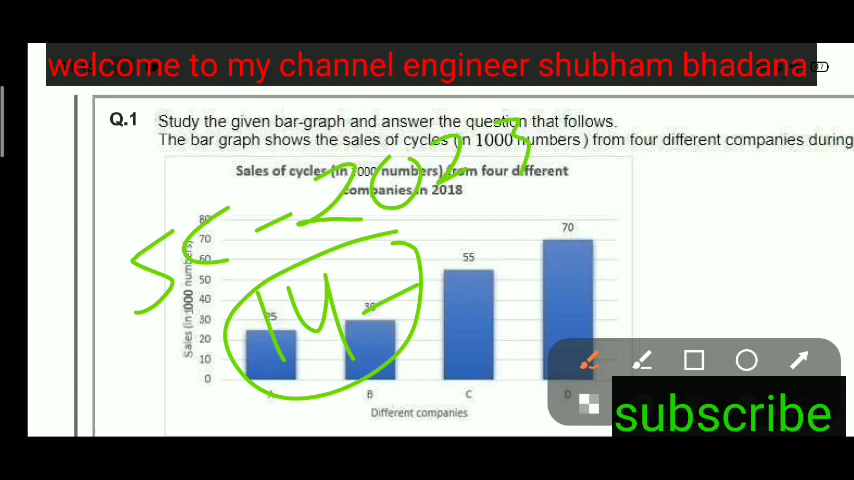 welcome to my channel engineer shubham bhadana
Q.1 Study the given bar-graph and answer the question that follows.
The bar graph shows the sales of cycles (in 1000 numbers) from four different companies during
Sales of cycles (in 1000 numbers) from four different
companies in 2018
SC - 2023
14 -
Sales (in 1000 numbers)
80
70
60
50
40
30
20
10
0
25
30
55
70
A B C D
Different companies
subscribe